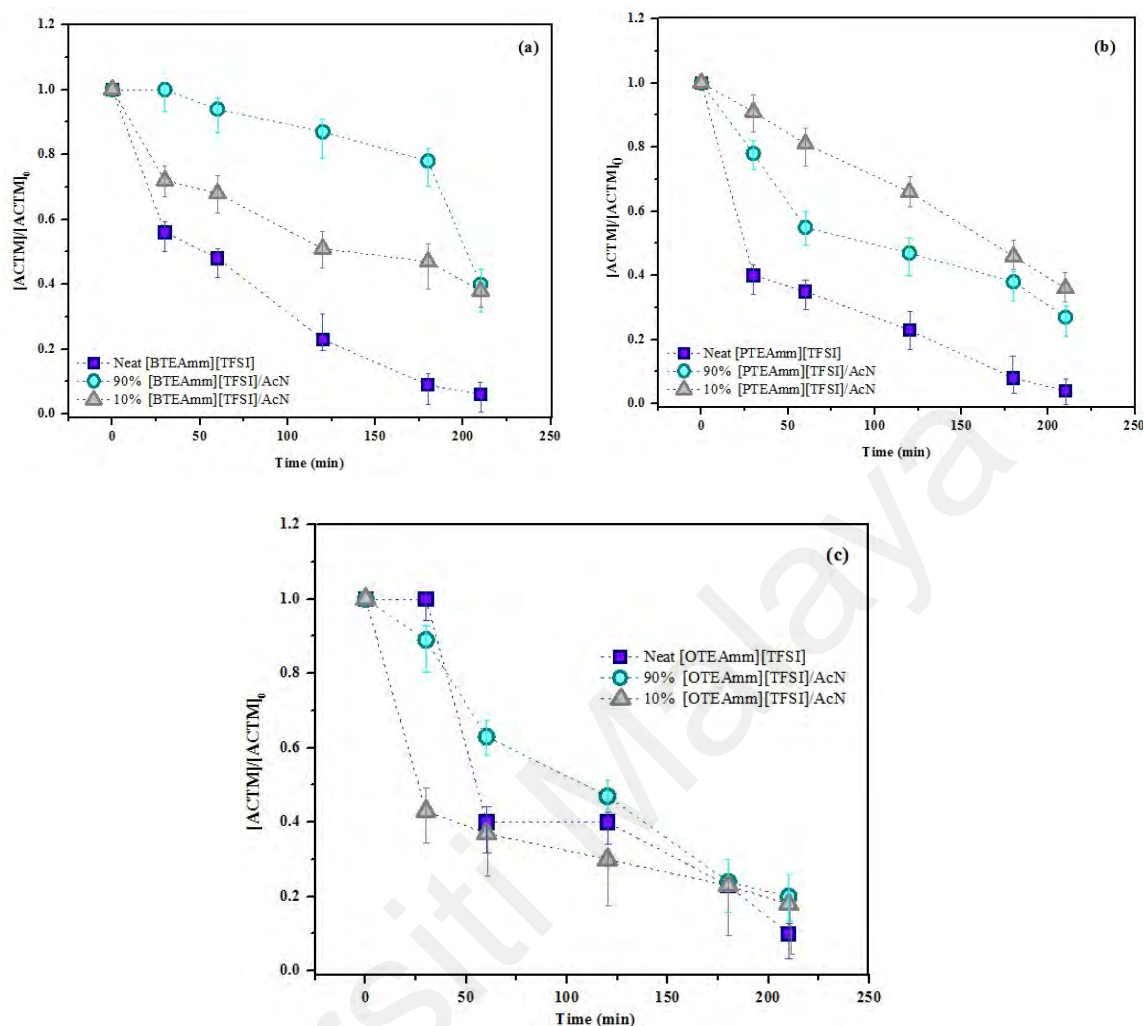 (a)
1.2
1.0
0.8
0.6
0.4
0.2
0.0
[ACTM]/[ACTM]0
Neat [BTEAmm][TFSI]
90% [BTEAmm][TFSI]/AcN
10% [BTEAmm][TFSI]/AcN
0 50 100 150 200 250
Time (min)
(b)
1.2
1.0
0.8
0.6
0.4
0.2
0.0
[ACTM]/[ACTM]0
Neat [PTEAmm][TFSI]
90% [PTEAmm][TFSI]/AcN
10% [PTEAmm][TFSI]/AcN
0 50 100 150 200 250
Time (min)
(c)
1.2
1.0
0.8
0.6
0.4
0.2
0.0
[ACTM]/[ACTM]0
Neat [OTEAmm][TFSI]
90% [OTEAmm][TFSI]/AcN
10% [OTEAmm][TFSI]/AcN
0 50 100 150 200 250
Time (min)
siti Malaya